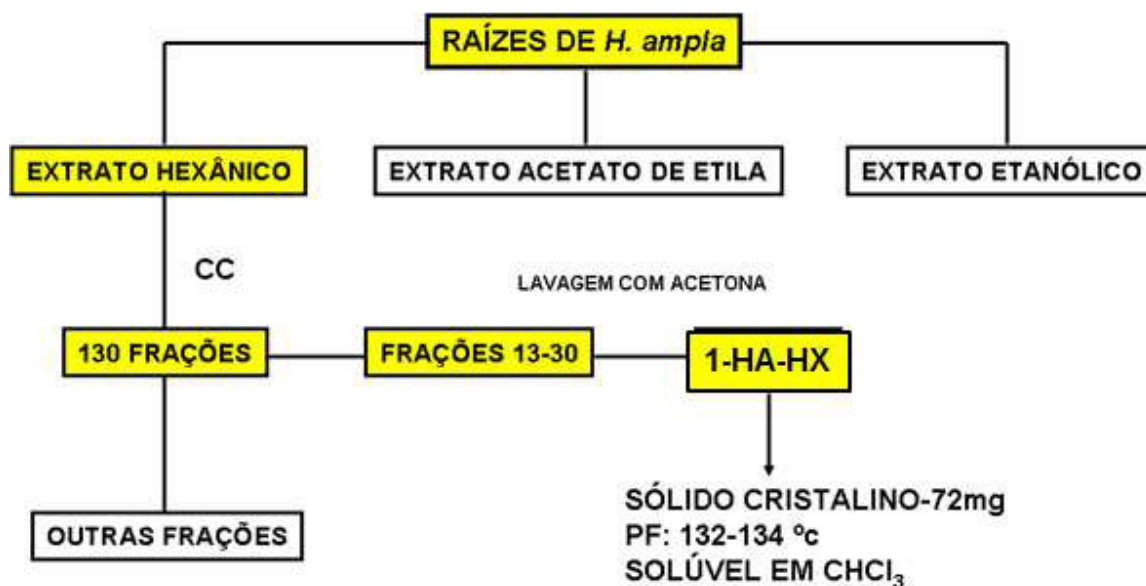 RAÍZES DE H. ampla
EXTRATO HEXÂNICO
EXTRATO ACETATO DE ETILA
EXTRATO ETANÓLICO
CC
LAVAGEM COM ACETONA
130 FRAÇÕES
FRAÇÕES 13-30
1-HA-HX
OUTRAS FRAÇÕES
SÓLIDO CRISTALINO-72mg
PF: 132-134 ºc
SOLÚVEL EM CHCl₃